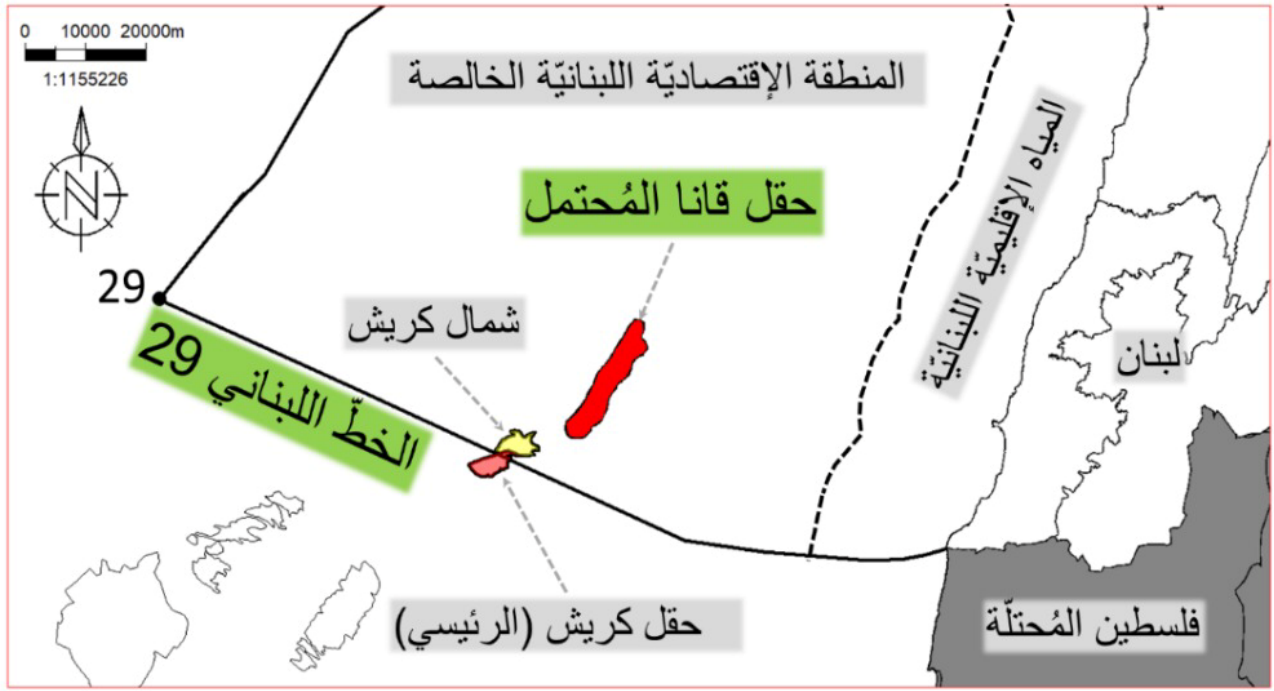 0 10000 20000m
1:1155226
المنطقة الإقتصاديّة اللبنانيّة الخالصة
المياه الإقليميّة اللبنانيّة
N
حقل قانا المُحتمل
29
شمال كريش
الخطّ اللبناني 29
لبنان
حقل كريش (الرئيسي)
فلسطين المُحتلّة